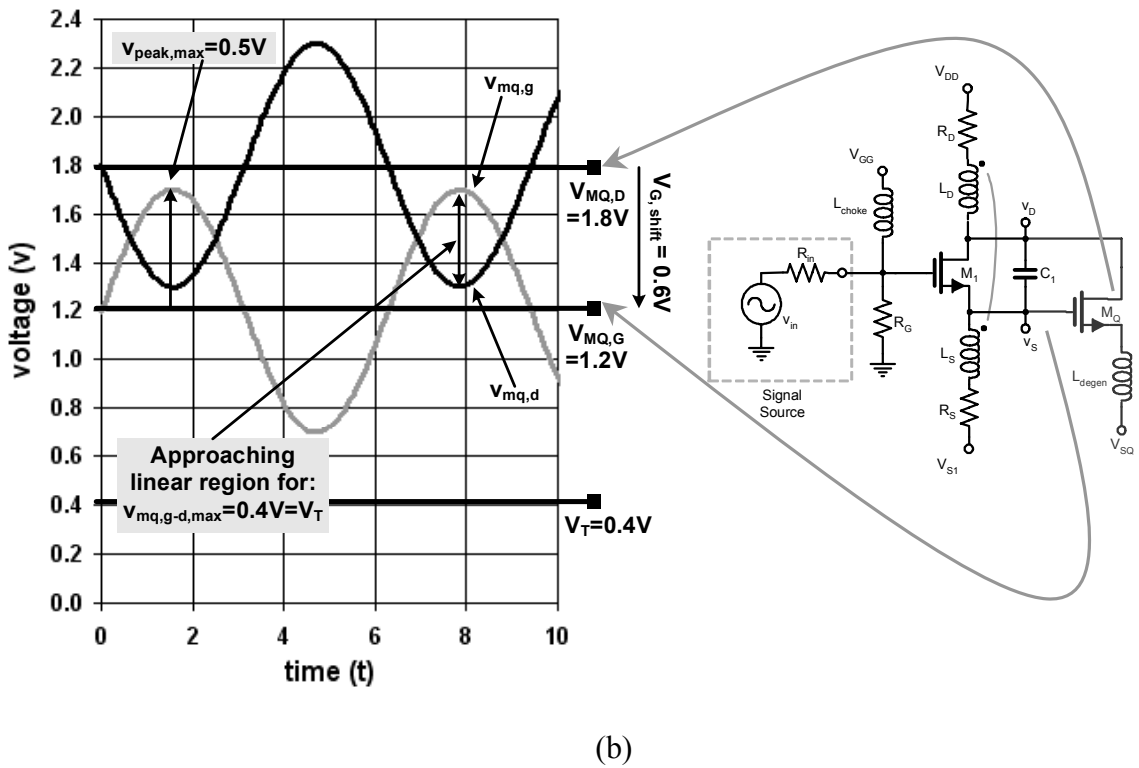 2.4
2.2
2.0
1.8
1.6
1.4
1.2
1.0
0.8
0.6
0.4
0.2
0.0
voltage (v)
0 2 4 6 8 10
time (t)
v_peak,max=0.5V
v_mq,g
V_MQ,D
=1.8V
V_G,shift = 0.6V
V_MQ,G
=1.2V
v_mq,d
Approaching
linear region for:
v_mq,g-d,max=0.4V=V_T
V_T=0.4V
V_DD
R_D
L_D
V_GG
L_choke
v_D
R_in
M_1
C_1
M_Q
v_in
R_G
v_S
L_S
L_degen
Signal
Source
R_S
V_S1
V_SQ
(b)